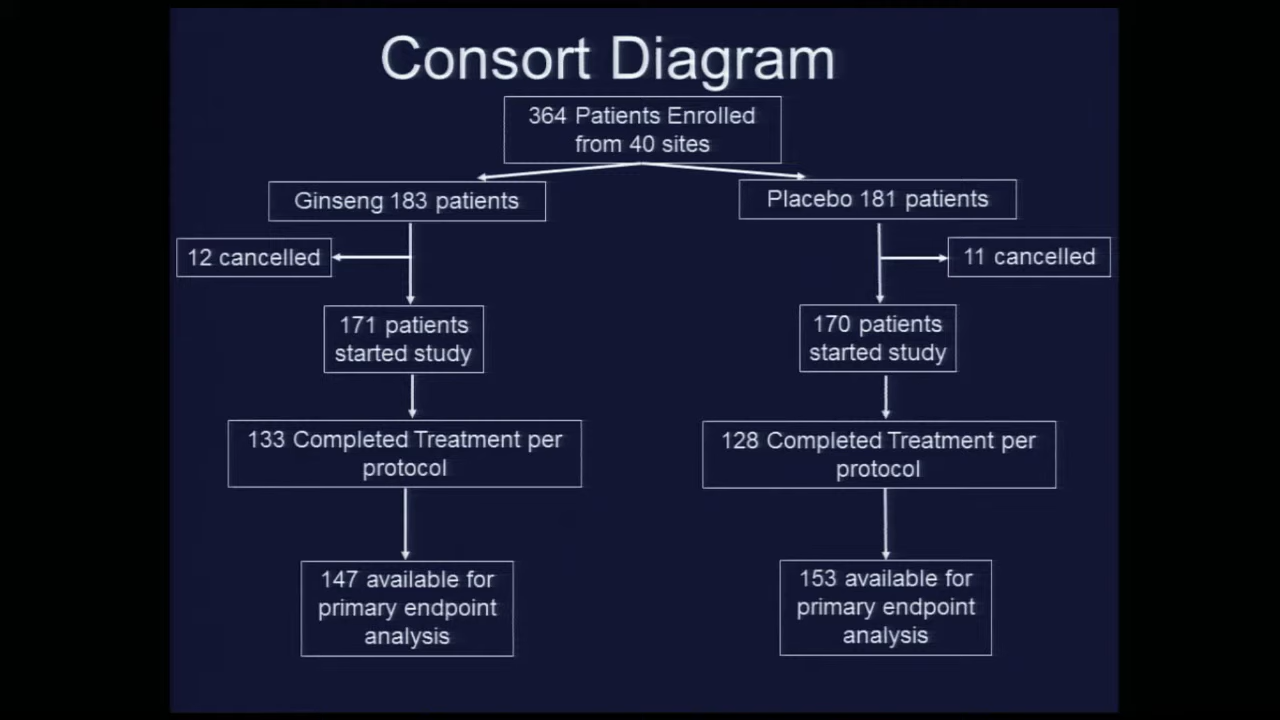 Consort Diagram
364 Patients Enrolled
from 40 sites
Ginseng 183 patients
Placebo 181 patients
12 cancelled
11 cancelled
171 patients
started study
170 patients
started study
133 Completed Treatment per
protocol
128 Completed Treatment per
protocol
147 available for
primary endpoint
analysis
153 available for
primary endpoint
analysis